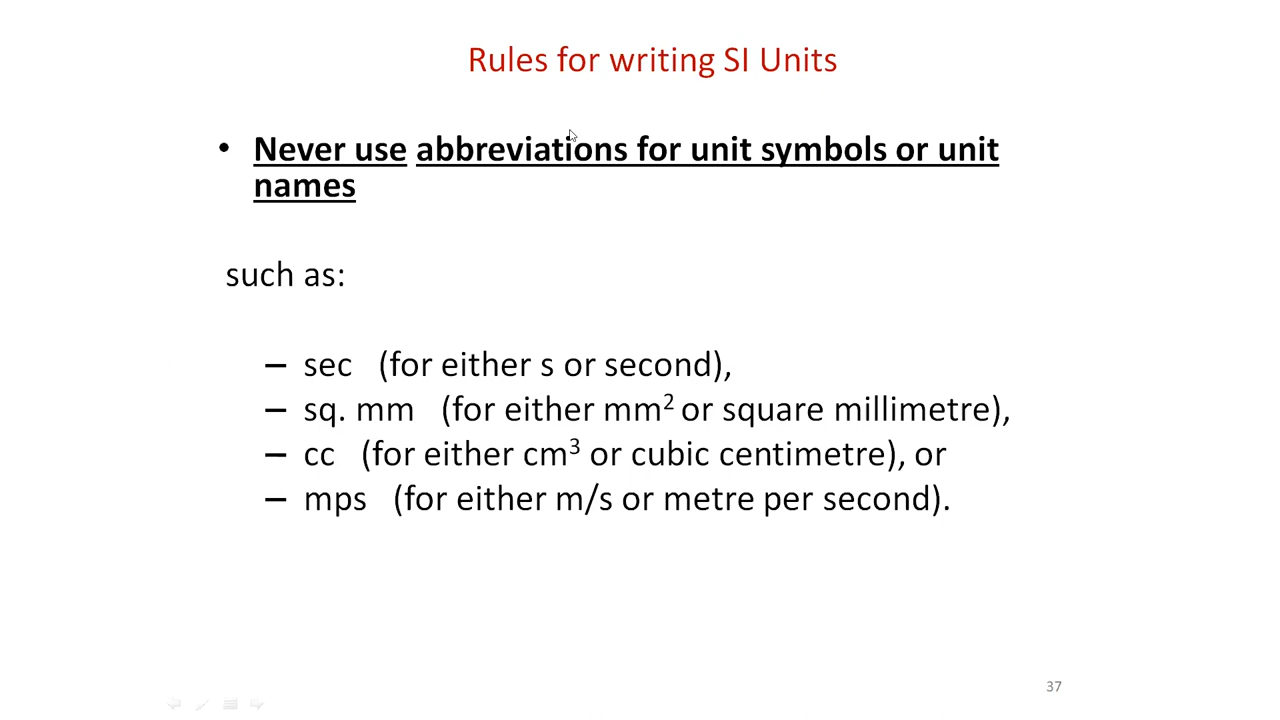 Rules for writing SI Units
• Never use abbreviations for unit symbols or unit
names
such as:
– sec (for either s or second),
– sq. mm (for either mm² or square millimetre),
– cc (for either cm³ or cubic centimetre), or
– mps (for either m/s or metre per second).
37